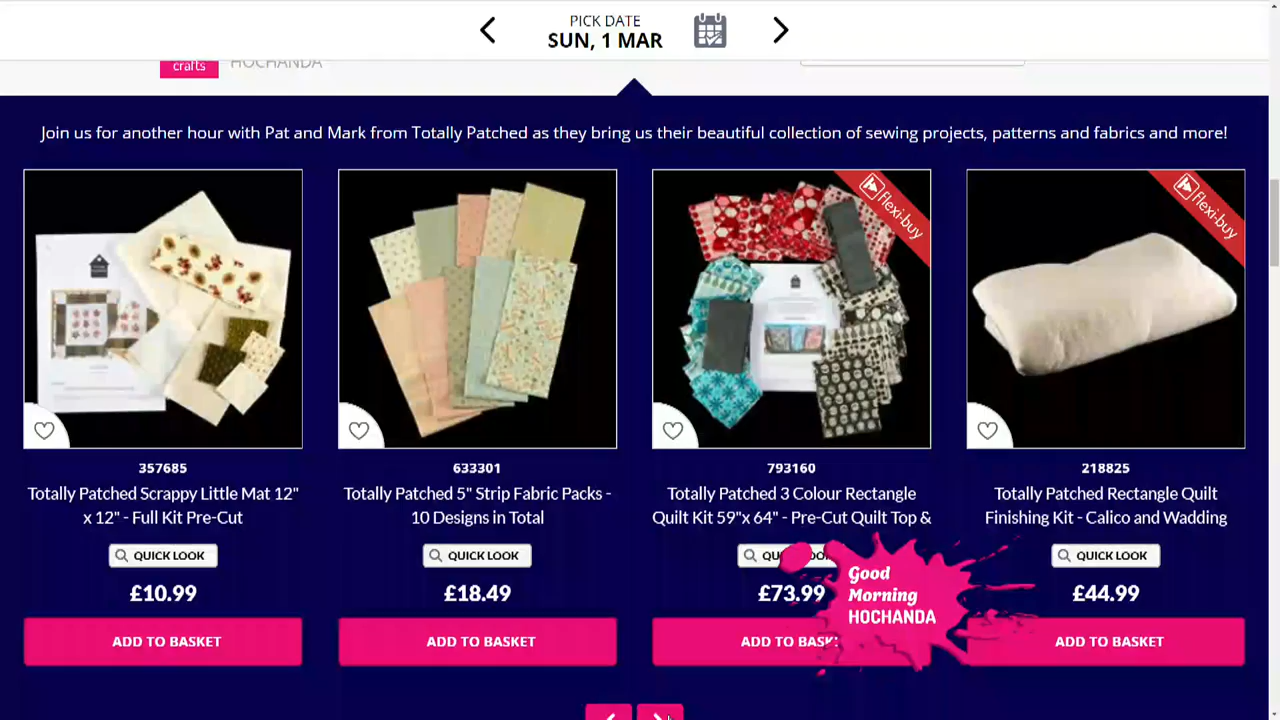 PICK DATE
SUN, 1 MAR
crafts
HOCHANDA
Join us for another hour with Pat and Mark from Totally Patched as they bring us their beautiful collection of sewing projects, patterns and fabrics and more!
flexi-buy
flexi-buy
357685
Totally Patched Scrappy Little Mat 12"
x 12" - Full Kit Pre-Cut
QUICK LOOK
£10.99
ADD TO BASKET
633301
Totally Patched 5" Strip Fabric Packs -
10 Designs in Total
QUICK LOOK
£18.49
ADD TO BASKET
793160
Totally Patched 3 Colour Rectangle
Quilt Kit 59"x 64" - Pre-Cut Quilt Top &
£73.99
ADD TO
218825
Totally Patched Rectangle Quilt
Finishing Kit - Calico and Wadding
QUICK LOOK
£44.99
ADD TO BASKET
Good
Morning
HOCHANDA